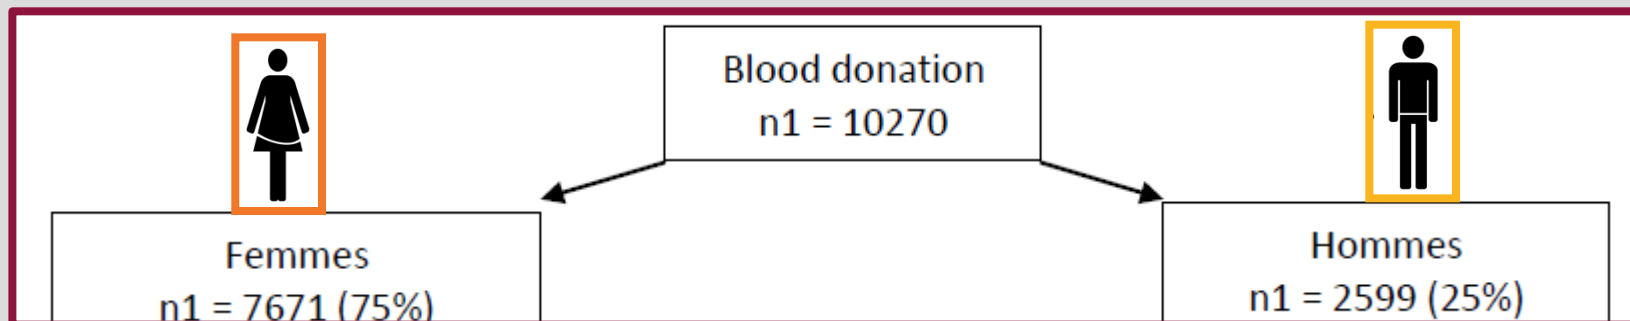 Blood donation
n1 = 10270
Femmes
n1 = 7671 (75%)
Hommes
n1 = 2599 (25%)